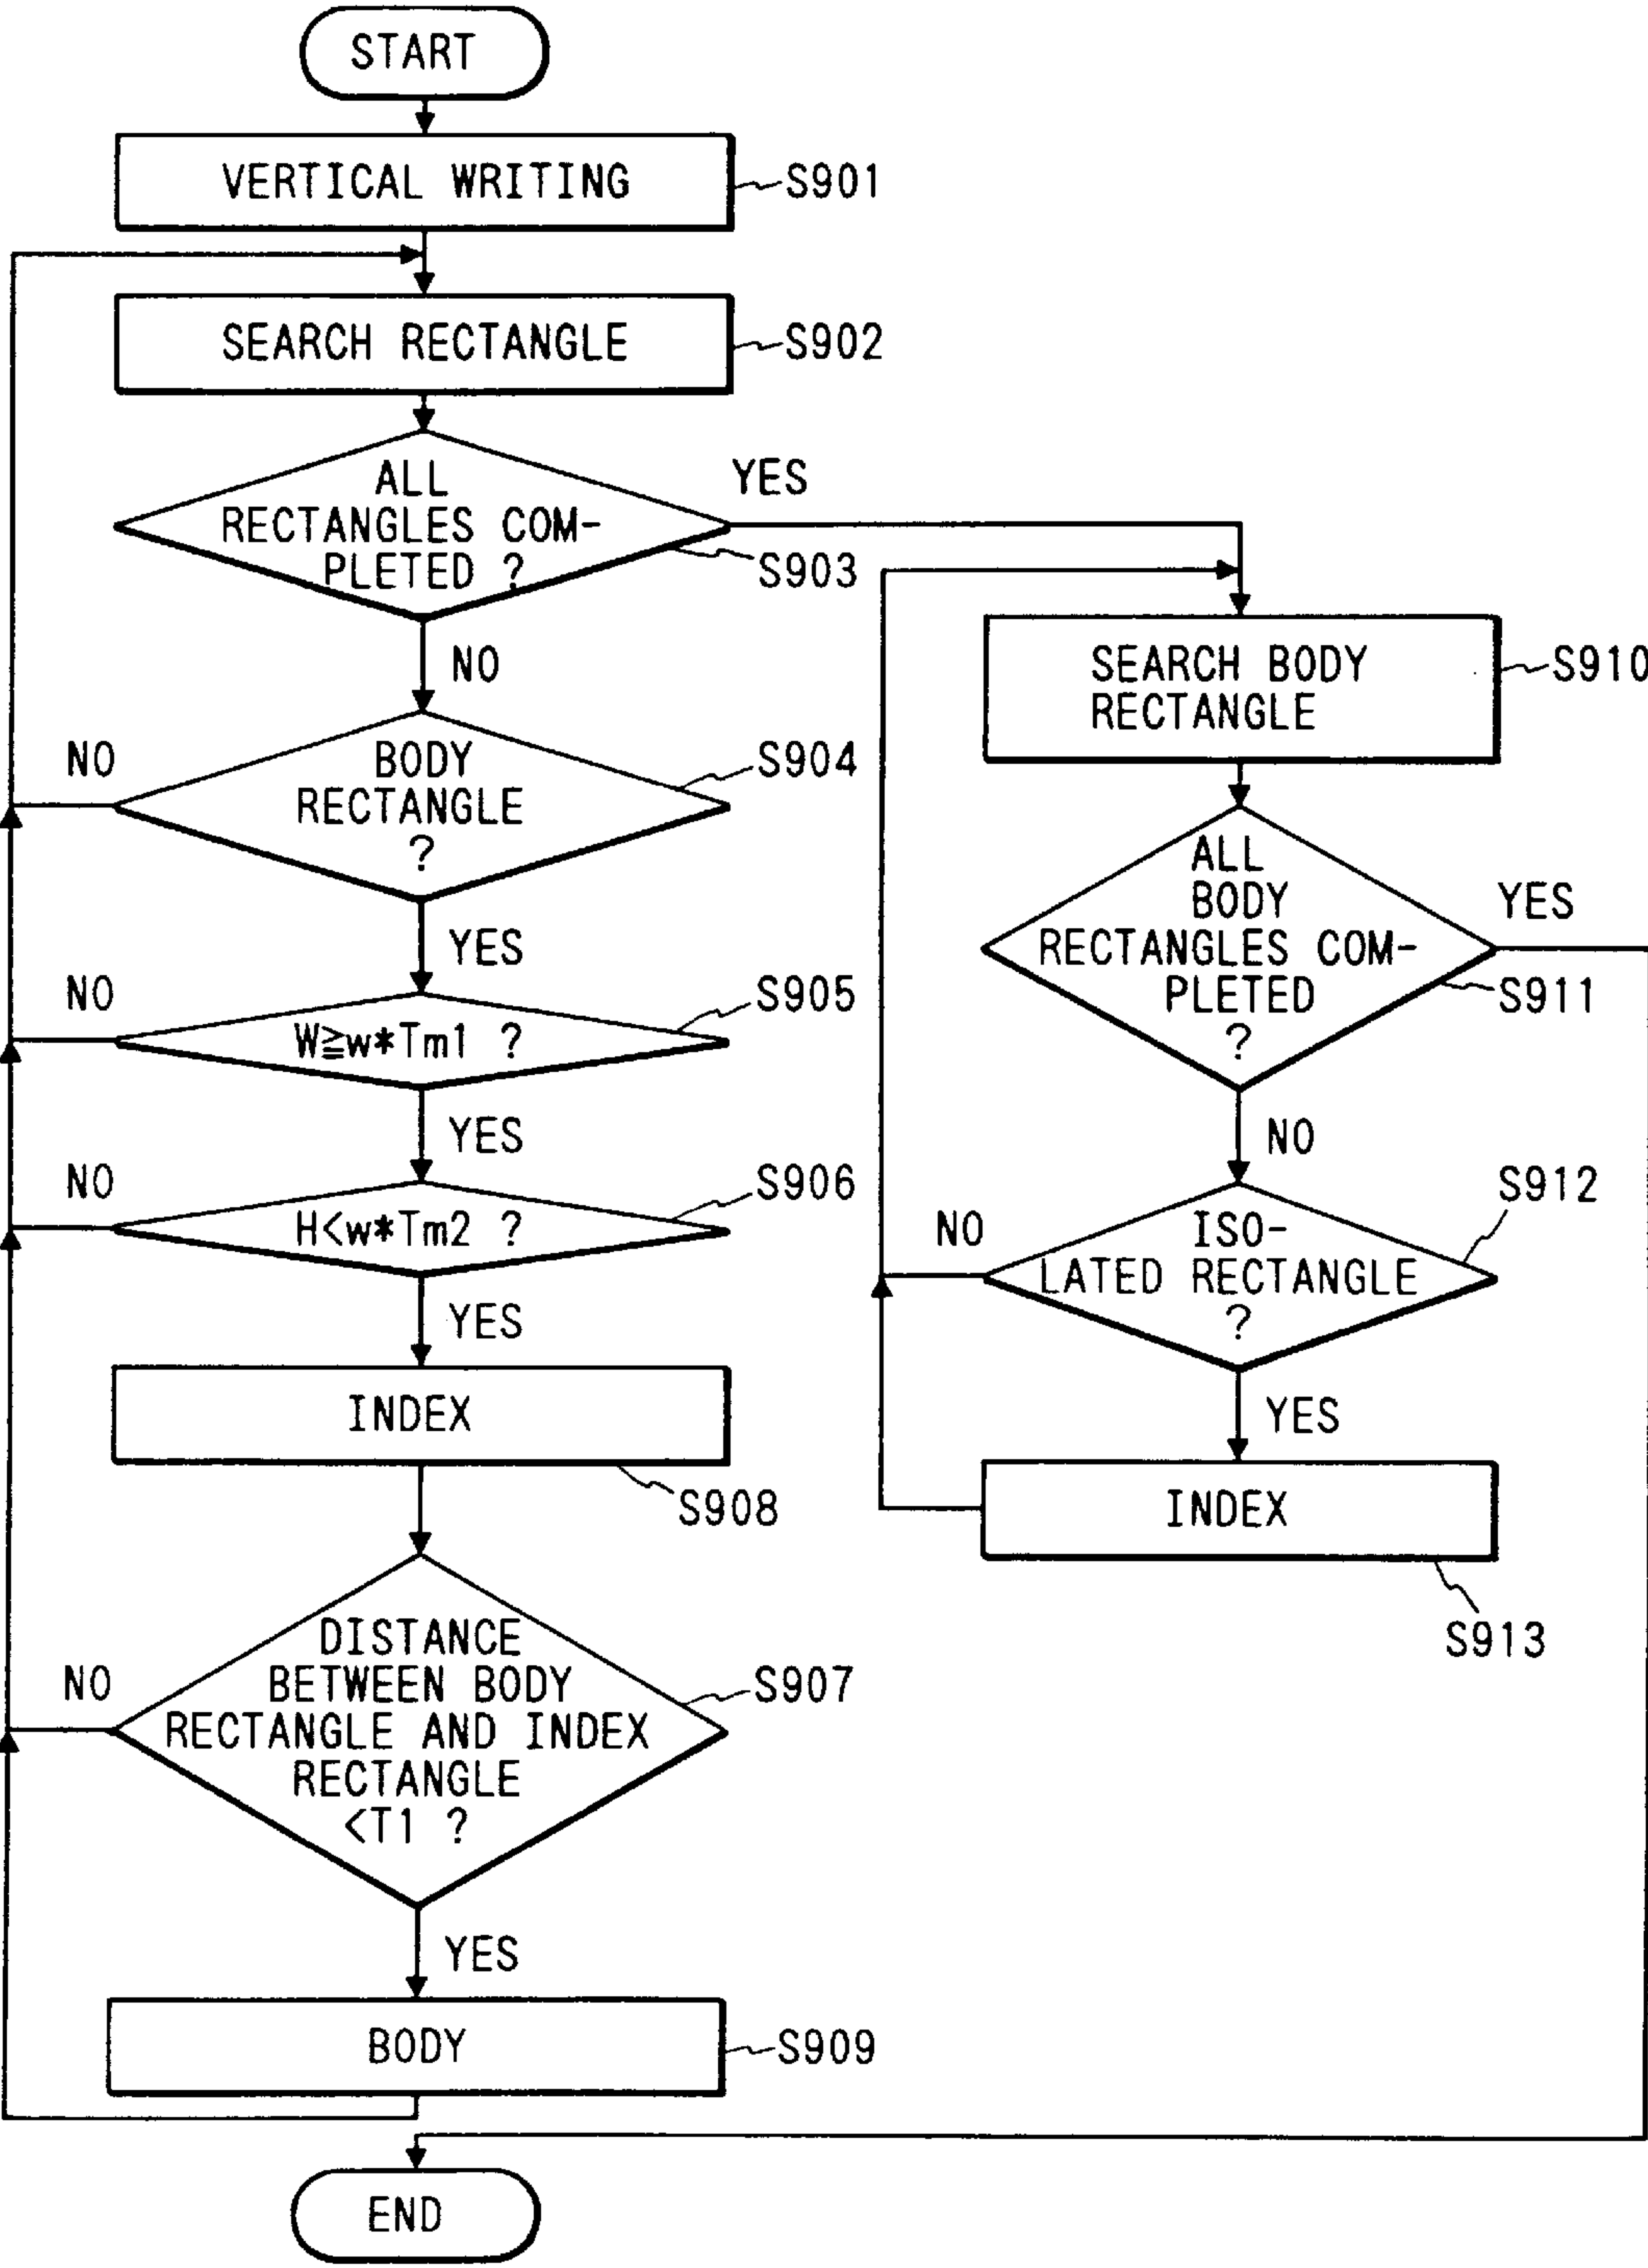 START
VERTICAL WRITING
S901
SEARCH RECTANGLE
S902
ALL
RECTANGLES COM-
PLETED ?
YES
S903
NO
BODY
RECTANGLE
?
NO
S904
YES
W≧w*Tm1 ?
NO
S905
YES
H<w*Tm2 ?
NO
S906
YES
INDEX
S908
DISTANCE
BETWEEN BODY
RECTANGLE AND INDEX
RECTANGLE
<T1 ?
NO
S907
YES
BODY
S909
END
SEARCH BODY
RECTANGLE
S910
ALL
BODY
RECTANGLES COM-
PLETED
?
YES
S911
NO
ISO-
LATED RECTANGLE
?
NO
S912
YES
INDEX
S913